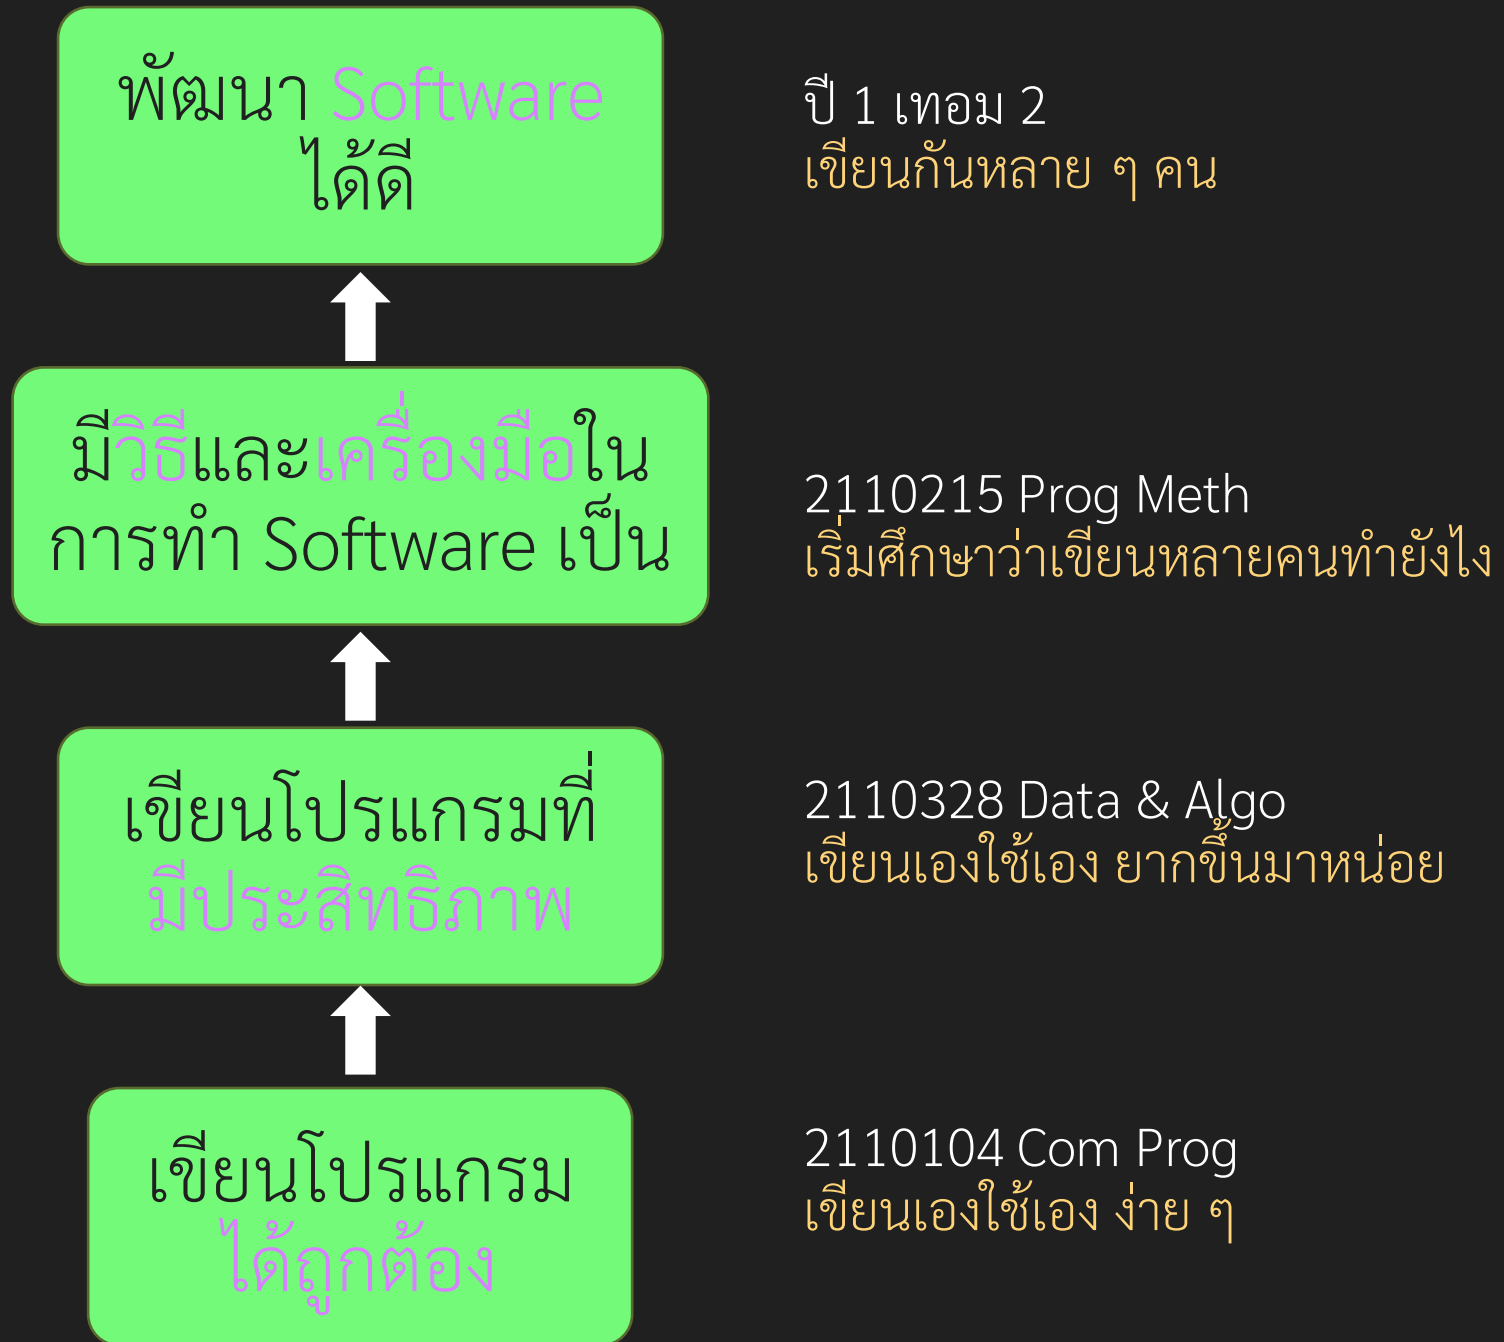 พัฒนา Software
ได้ดี
ปี 1 เทอม 2
เขียนกันหลาย ๆ คน
มีวิธีและเครื่องมือใน
การทำ Software เป็น
2110215 Prog Meth
เริ่มศึกษาว่าเขียนหลายคนทำยังไง
เขียนโปรแกรมที่
มีประสิทธิภาพ
2110328 Data & Algo
เขียนเองใช้เอง ยากขึ้นมาหน่อย
เขียนโปรแกรม
ได้ถูกต้อง
2110104 Com Prog
เขียนเองใช้เอง ง่าย ๆ